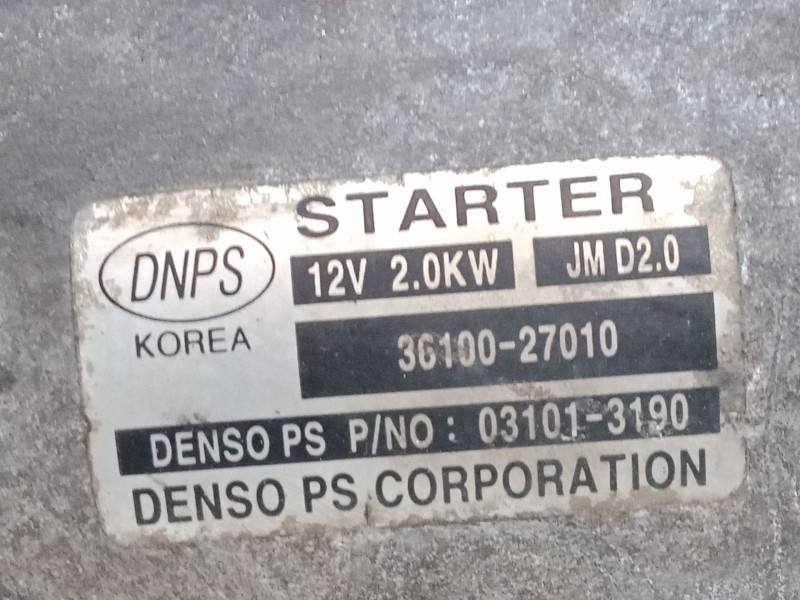 STARTER
DNPS
12V 2.0KW JM D2.0
KOREA
36100-27010
DENSO PS P/NO : 03101-3190
DENSO PS CORPORATION